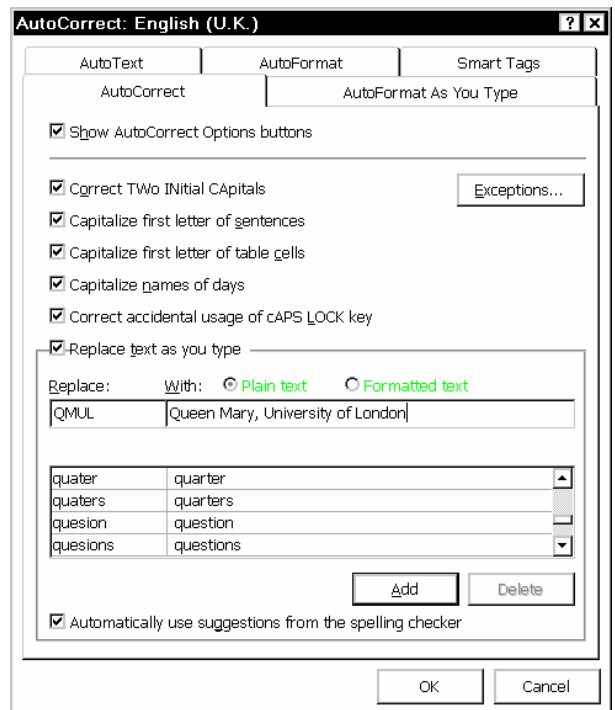 AutoCorrect: English (U.K.) ? X
AutoText AutoFormat Smart Tags
AutoCorrect AutoFormat As You Type
Show AutoCorrect Options buttons
Correct TWo INitial CApitals Exceptions...
Capitalize first letter of sentences
Capitalize first letter of table cells
Capitalize names of days
Correct accidental usage of cAPS LOCK key
Replace text as you type
Replace: With: Plain text Formatted text
QMUL Queen Mary, University of London
quater quarter
quaters quarters
quesion question
quesions questions
Add Delete
Automatically use suggestions from the spelling checker
OK Cancel